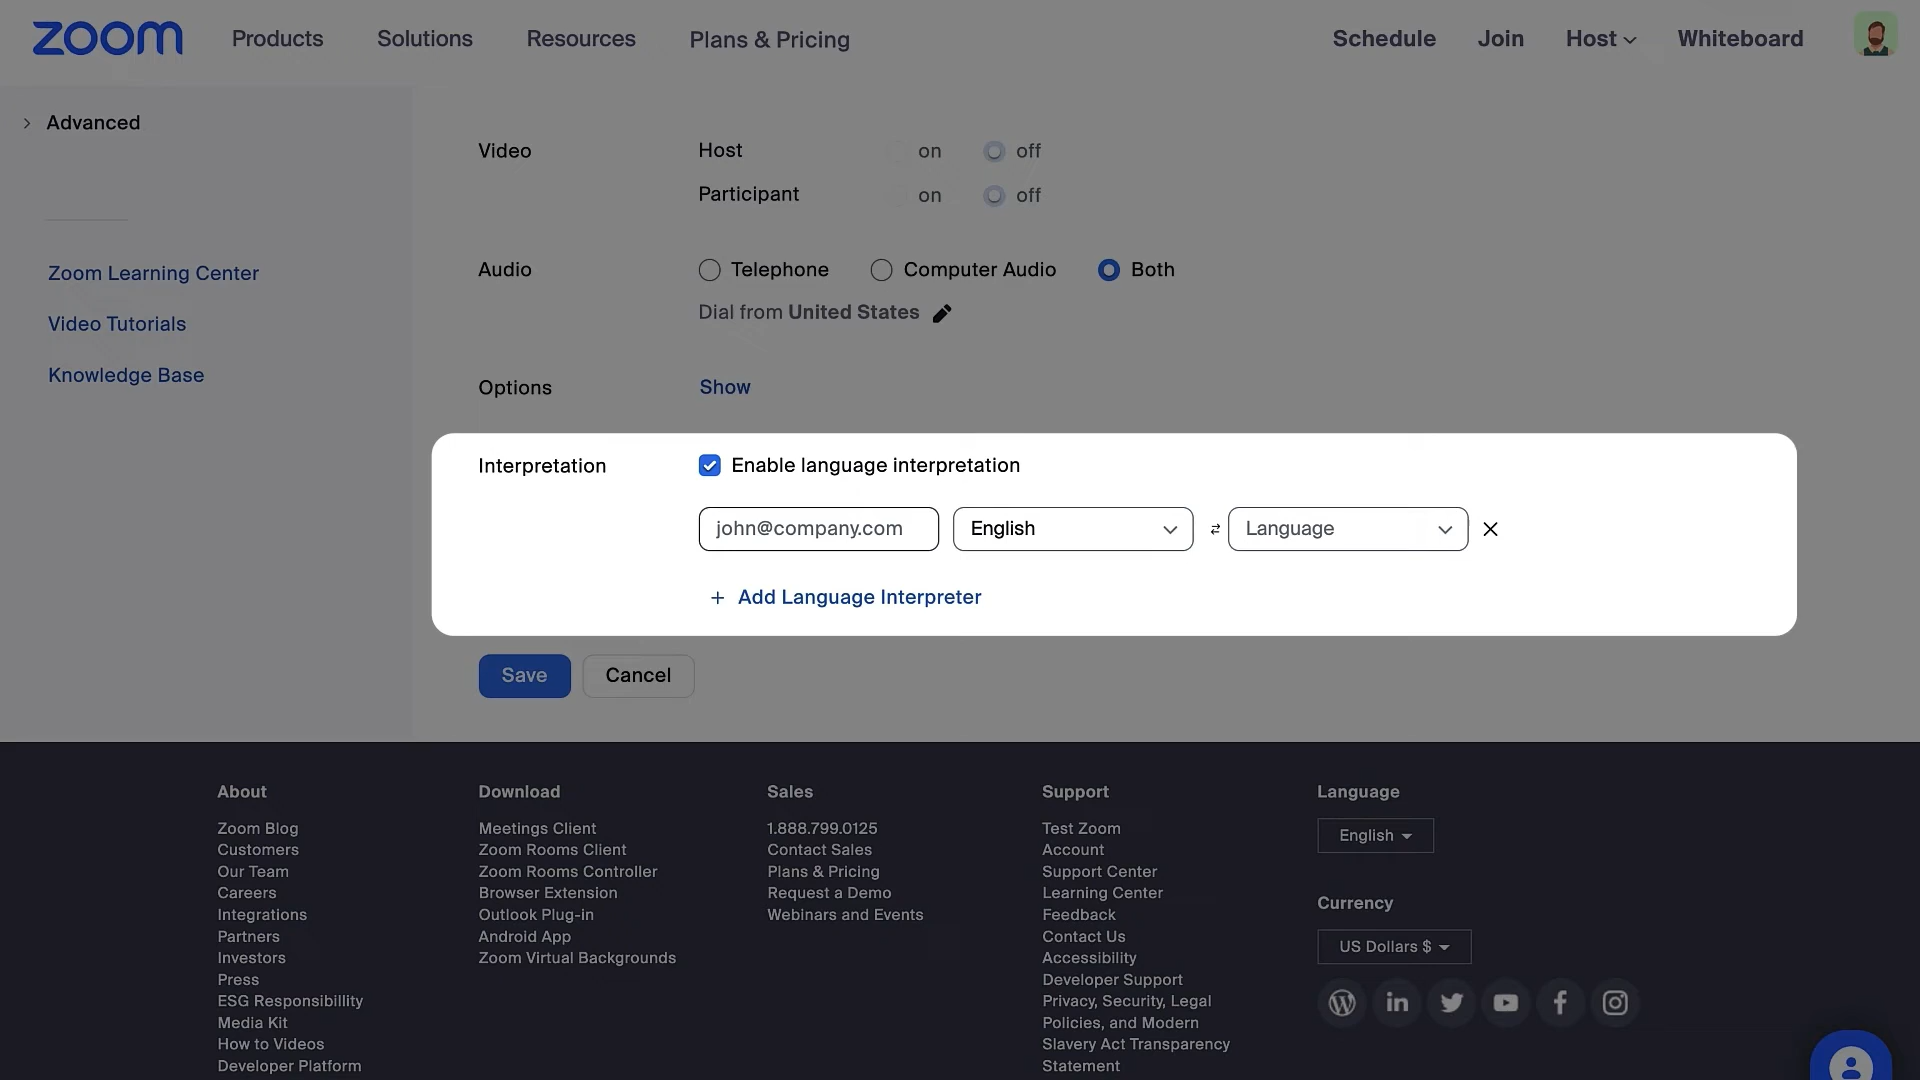 zoom
Products Solutions Resources Plans & Pricing Schedule Join Host Whiteboard
Advanced
Zoom Learning Center
Video Tutorials
Knowledge Base
Video Host on off
Participant on off
Audio Telephone Computer Audio Both
Dial from United States
Options Show
Interpretation Enable language interpretation
john@company.com English Language
+ Add Language Interpreter
Save Cancel
About
Zoom Blog
Customers
Our Team
Careers
Integrations
Partners
Investors
Press
ESG Responsibillity
Media Kit
How to Videos
Developer Platform
Download
Meetings Client
Zoom Rooms Client
Zoom Rooms Controller
Browser Extension
Outlook Plug-in
Android App
Zoom Virtual Backgrounds
Sales
1.888.799.0125
Contact Sales
Plans & Pricing
Request a Demo
Webinars and Events
Support
Test Zoom
Account
Support Center
Learning Center
Feedback
Contact Us
Accessibility
Developer Support
Privacy, Security, Legal
Policies, and Modern
Slavery Act Transparency
Statement
Language
English
Currency
US Dollars $